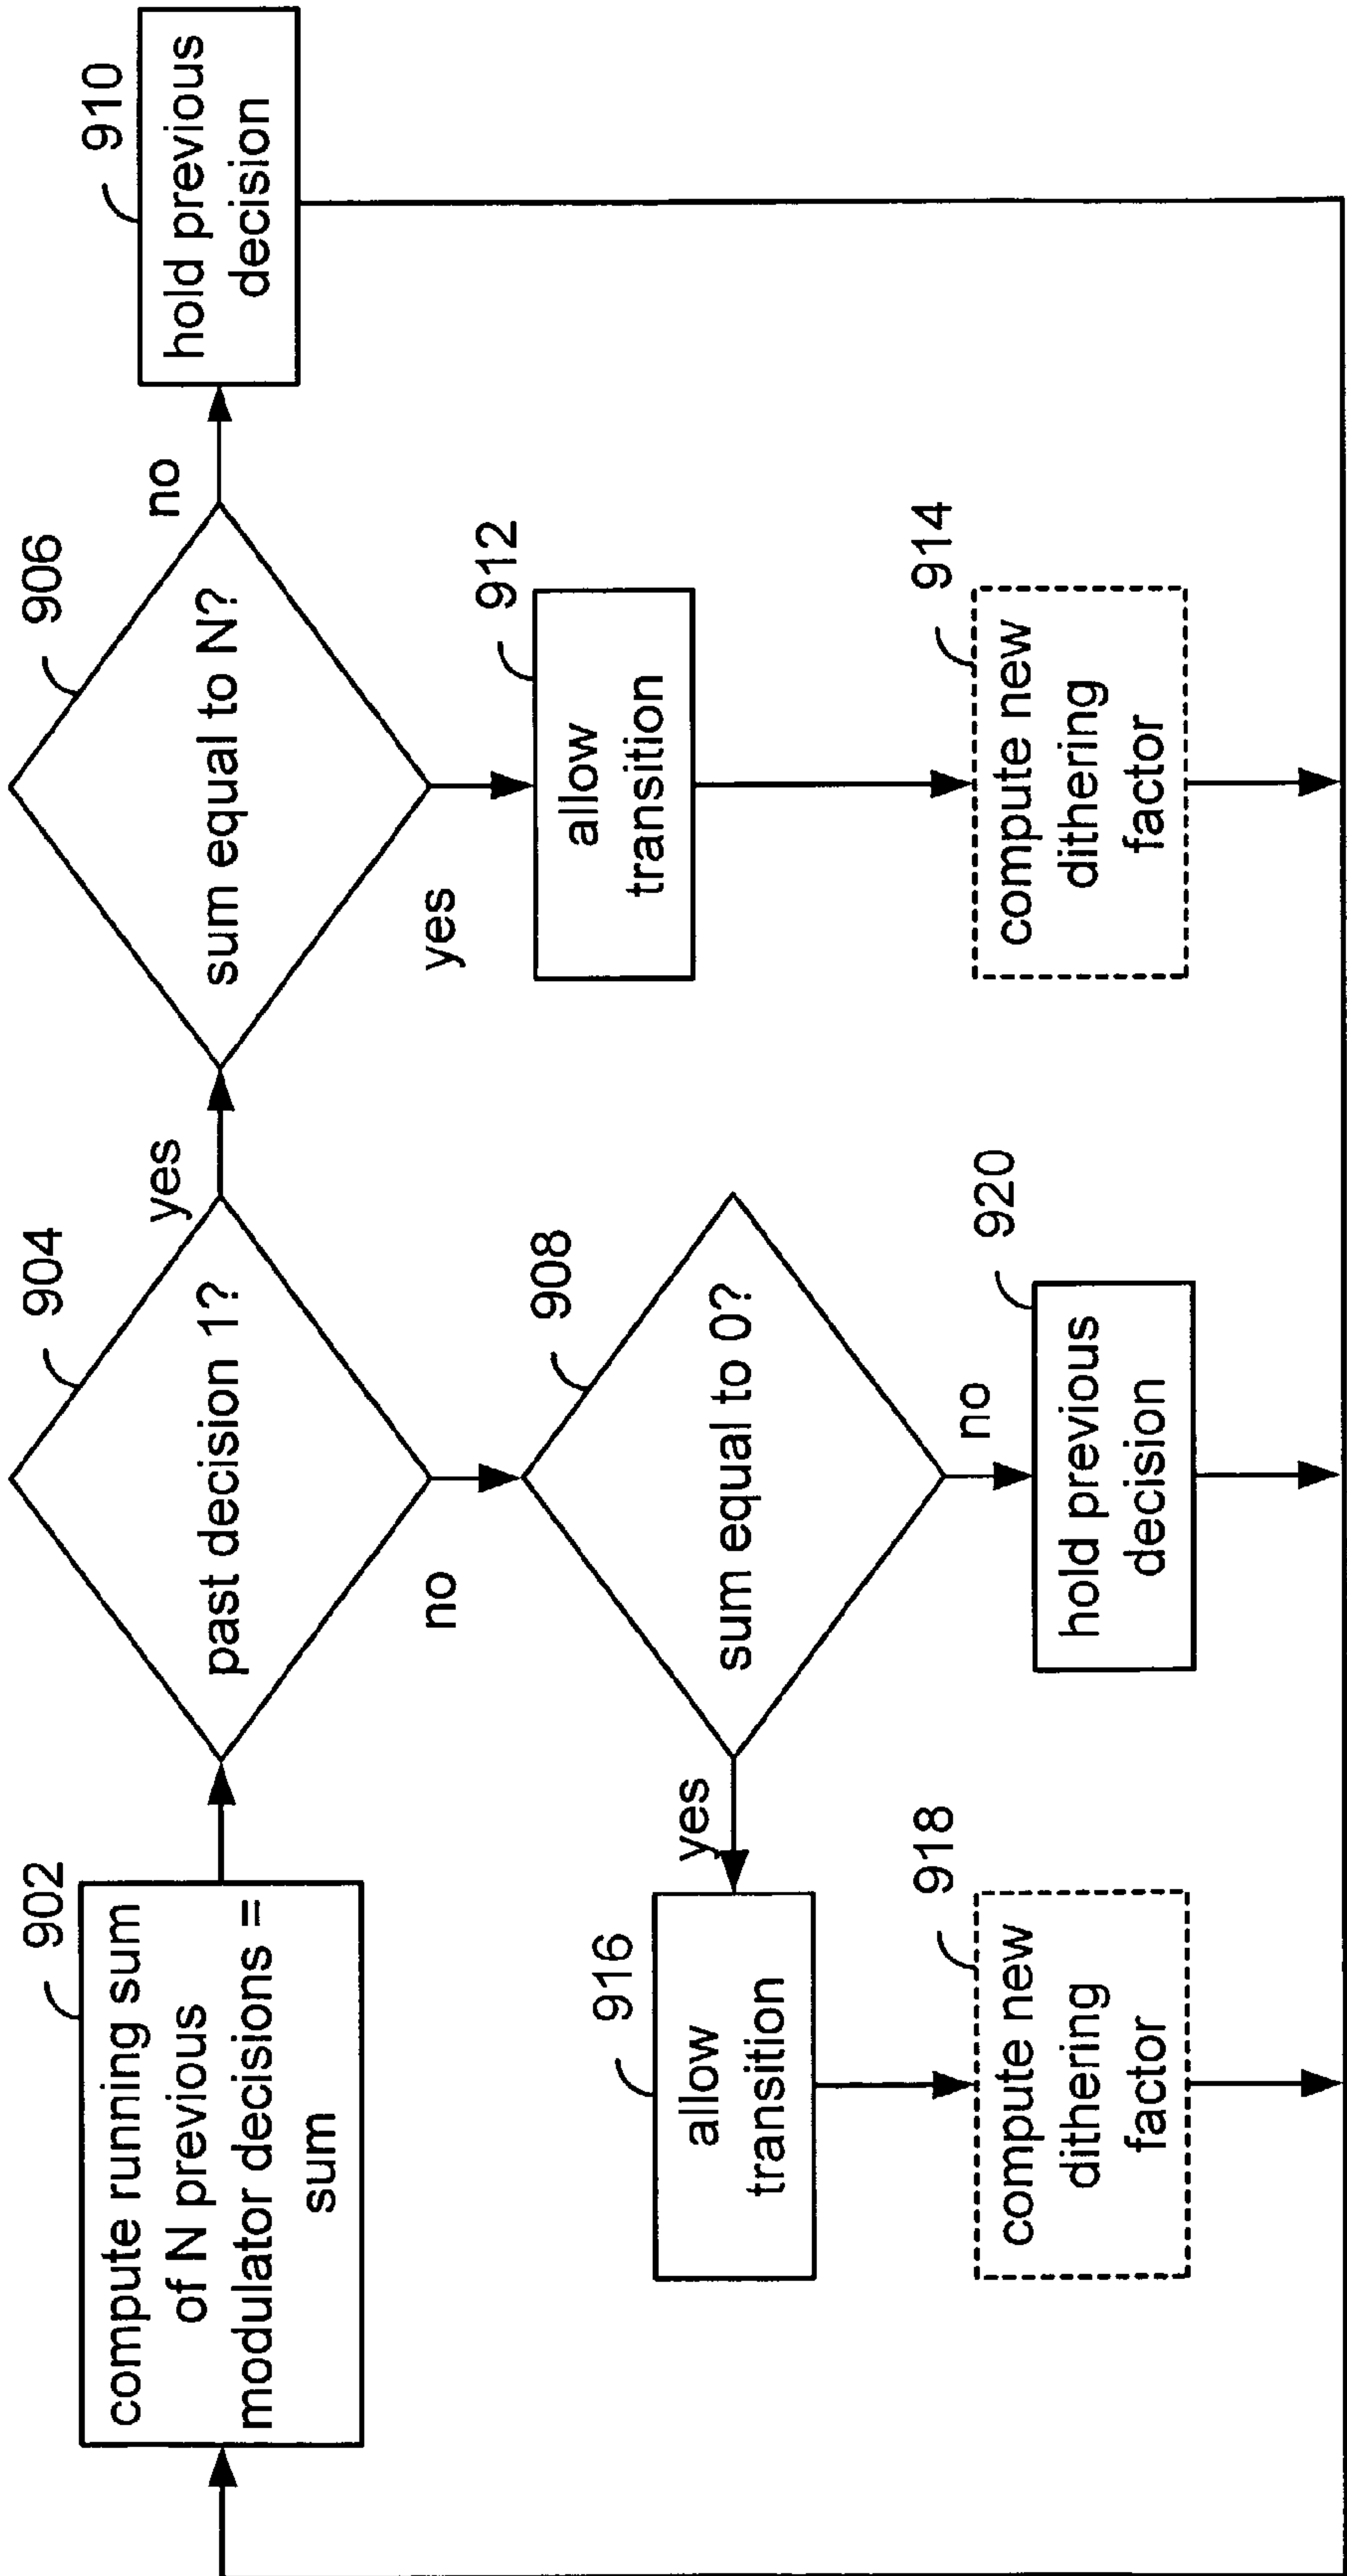 902
compute running sum
of N previous
modulator decisions =
sum
904
past decision 1?
yes
no
906
sum equal to N?
no
yes
910
hold previous
decision
912
allow
transition
914
compute new
dithering
factor
908
sum equal to 0?
yes
no
916
allow
transition
918
compute new
dithering
factor
920
hold previous
decision